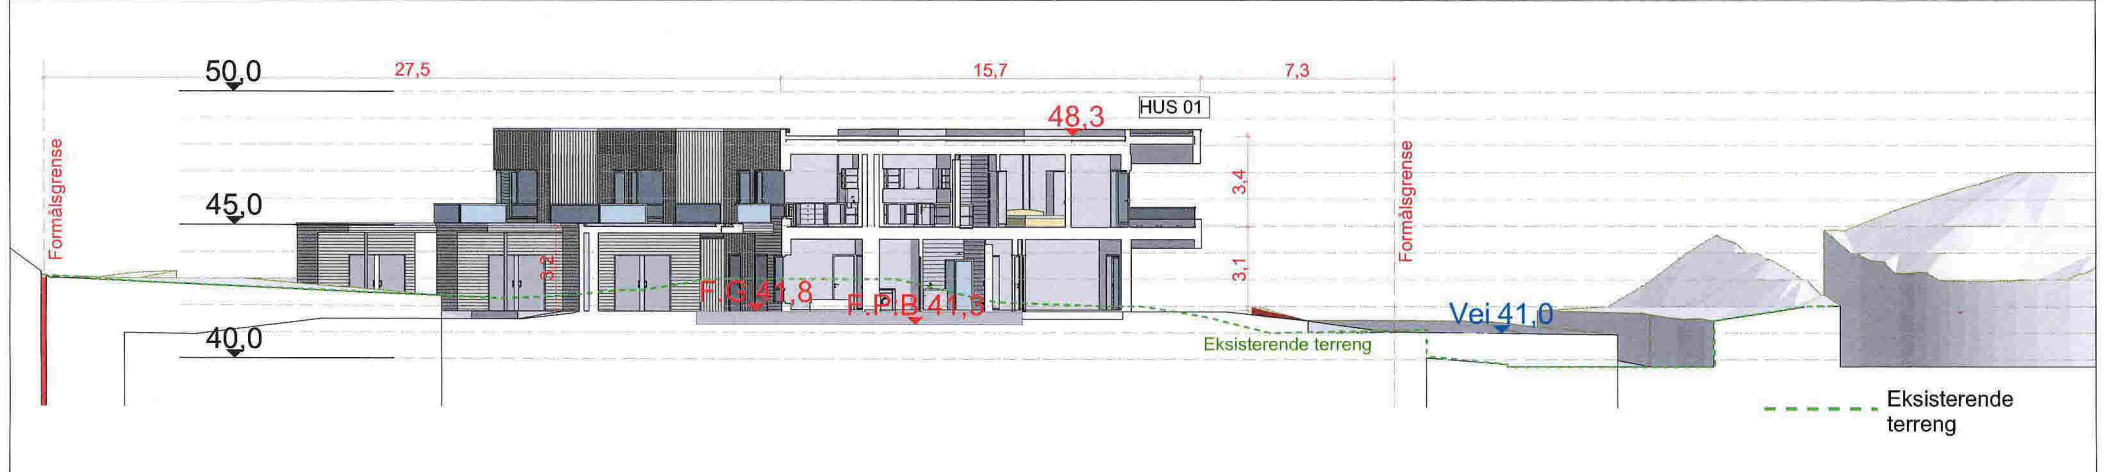 27,5
15,7
7,3
50,0
HUS 01
48,3
Formålsgrense
Formålsgrense
3,4
45,0
3,2
3,1
F.G 41,8
F.P.B 41,3
Vei 41,0
40,0
Eksisterende terreng
Eksisterende
terreng